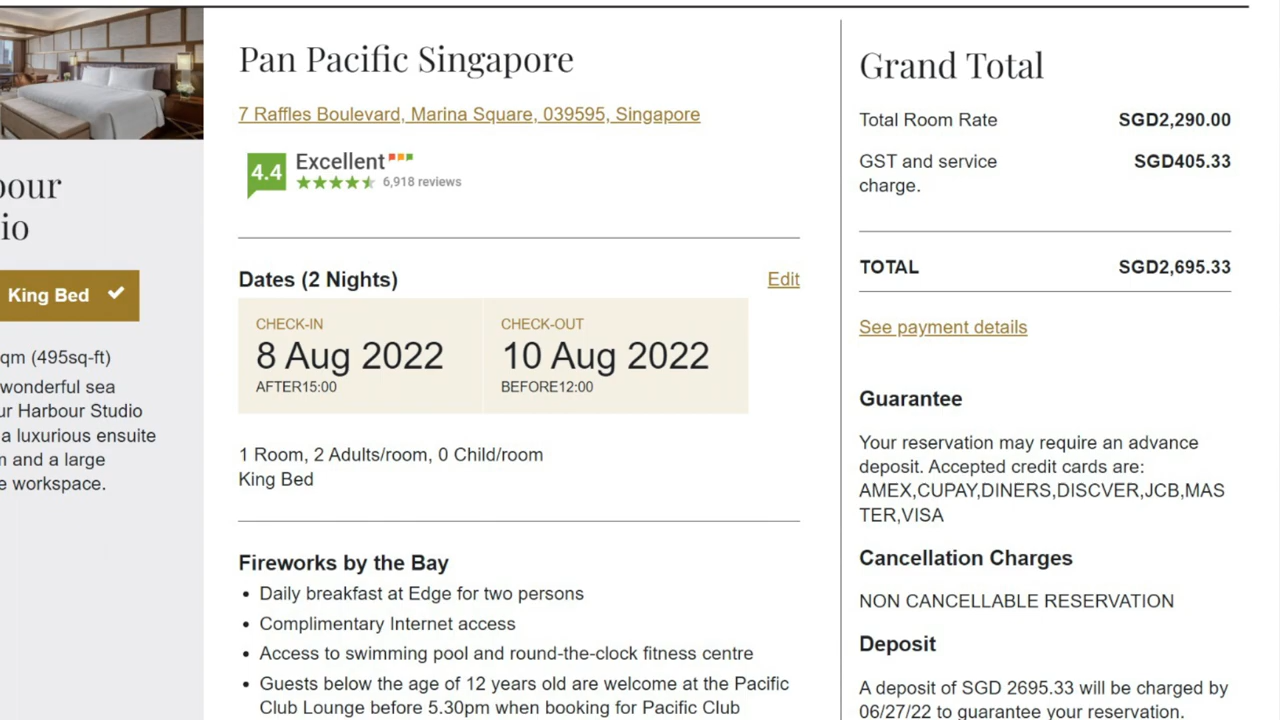 bour
io
King Bed
qm (495sq-ft)
wonderful sea
ur Harbour Studio
a luxurious ensuite
m and a large
e workspace.
Pan Pacific Singapore
7 Raffles Boulevard, Marina Square, 039595, Singapore
4.4
Excellent
6,918 reviews
Dates (2 Nights)
Edit
CHECK-IN
8 Aug 2022
AFTER15:00
CHECK-OUT
10 Aug 2022
BEFORE12:00
1 Room, 2 Adults/room, 0 Child/room
King Bed
Fireworks by the Bay
• Daily breakfast at Edge for two persons
• Complimentary Internet access
• Access to swimming pool and round-the-clock fitness centre
• Guests below the age of 12 years old are welcome at the Pacific
Club Lounge before 5.30pm when booking for Pacific Club
Grand Total
Total Room Rate SGD2,290.00
GST and service SGD405.33
charge.
TOTAL SGD2,695.33
See payment details
Guarantee
Your reservation may require an advance
deposit. Accepted credit cards are:
AMEX,CUPAY,DINERS,DISCVER,JCB,MAS
TER,VISA
Cancellation Charges
NON CANCELLABLE RESERVATION
Deposit
A deposit of SGD 2695.33 will be charged by
06/27/22 to guarantee your reservation.